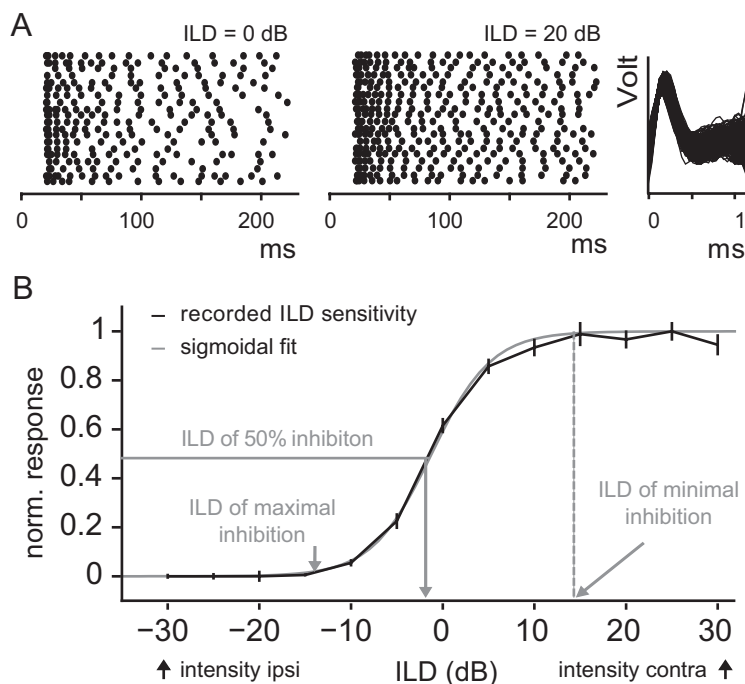 A
ILD = 0 dB
ILD = 20 dB
Volt
0 100 200
ms
0 100 200
ms
0 1
ms
B
recorded ILD sensitivity
sigmoidal fit
norm. response
1
0.8
0.6
0.4
0.2
0
ILD of 50% inhibiton
ILD of maximal
inhibition
ILD of minimal
inhibition
−30 −20 −10 0 10 20 30
intensity ipsi ILD (dB) intensity contra